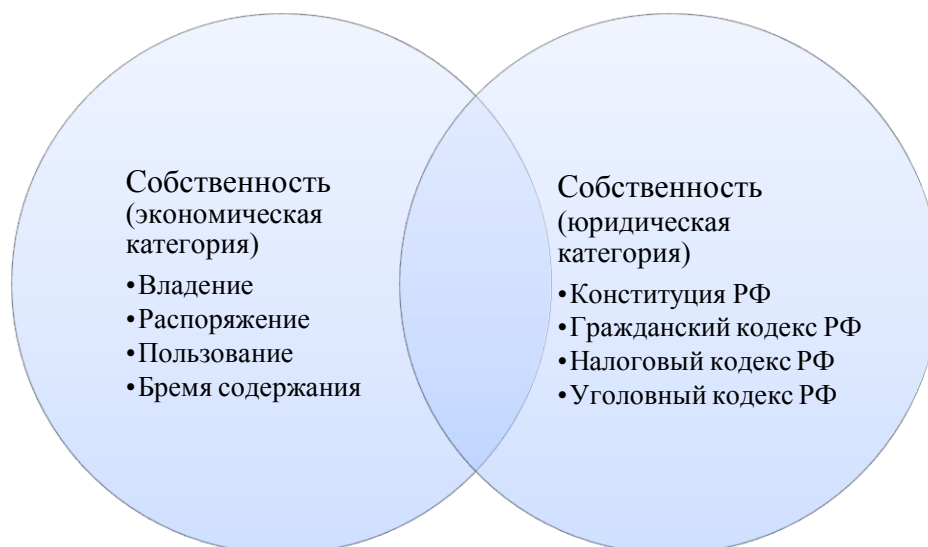 Собственность
(экономическая
категория)
•Владение
•Распоряжение
•Пользование
•Бремя содержания
Собственность
(юридическая
категория)
•Конституция РФ
•Гражданский кодекс РФ
•Налоговый кодекс РФ
•Уголовный кодекс РФ